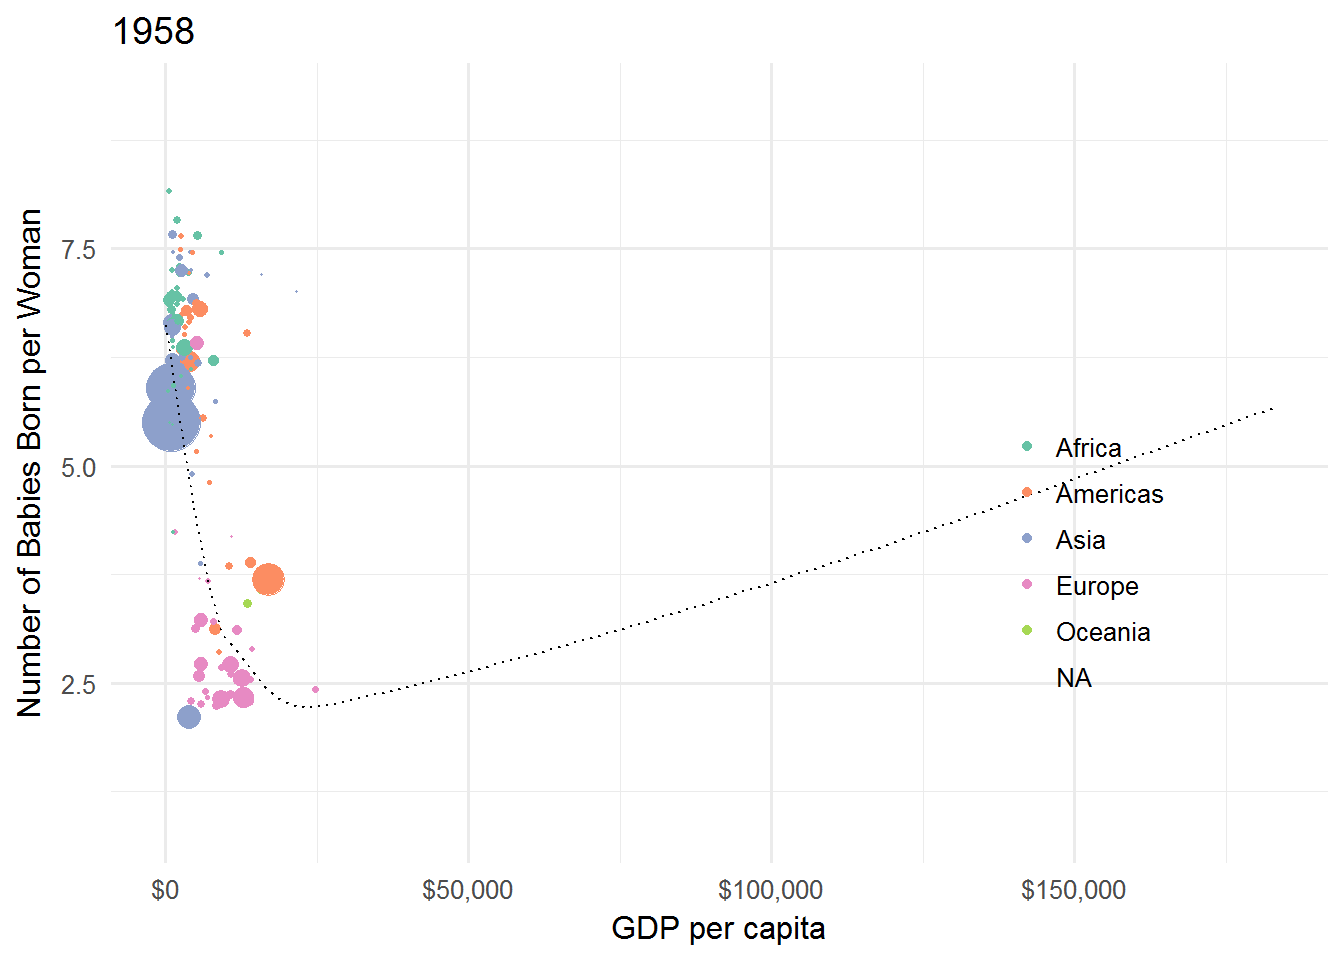 1958
Number of Babies Born per Woman
7.5
5.0
2.5
Africa
Americas
Asia
Europe
Oceania
NA
$0
$50,000
$100,000
$150,000
GDP per capita